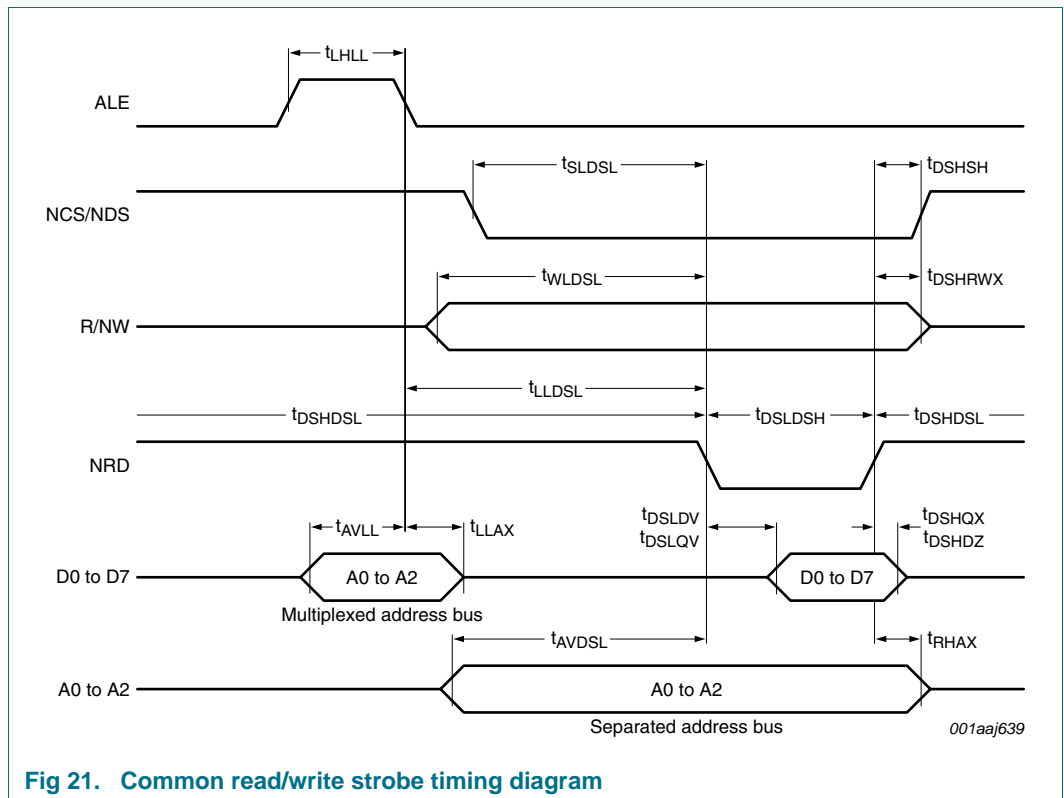 tLHLL
ALE
tSLDSL
tDSHSH
NCS/NDS
tWLDSL
tDSHRWX
R/NW
tLLDSL
tDSHDSL
tDSLDSH
tDSHDSL
NRD
tAVLL
tLLAX
tDSLDV
tDSLQV
tDSHQX
tDSHDZ
D0 to D7
A0 to A2
D0 to D7
Multiplexed address bus
tAVDSL
tRHAX
A0 to A2
A0 to A2
Separated address bus
001aaj639
Fig 21. Common read/write strobe timing diagram